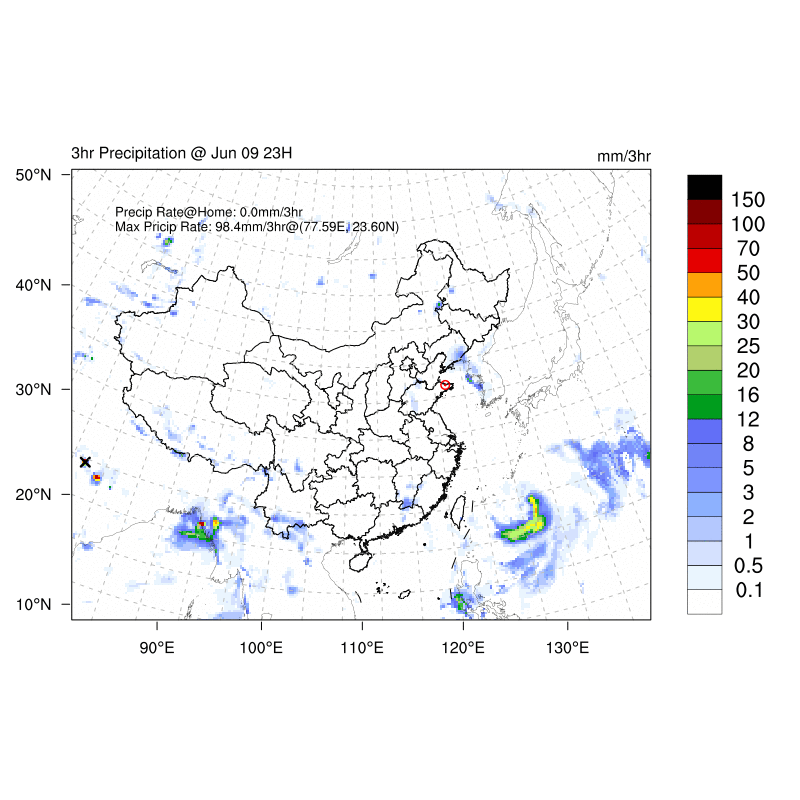 3hr Precipitation @ Jun 09 23H
mm/3hr
Precip Rate@Home: 0.0mm/3hr
Max Pricip Rate: 98.4mm/3hr@(77.59E, 23.60N)
50°N
40°N
30°N
20°N
10°N
90°E
100°E
110°E
120°E
130°E
150
100
70
50
40
30
25
20
16
12
8
5
3
2
1
0.5
0.1